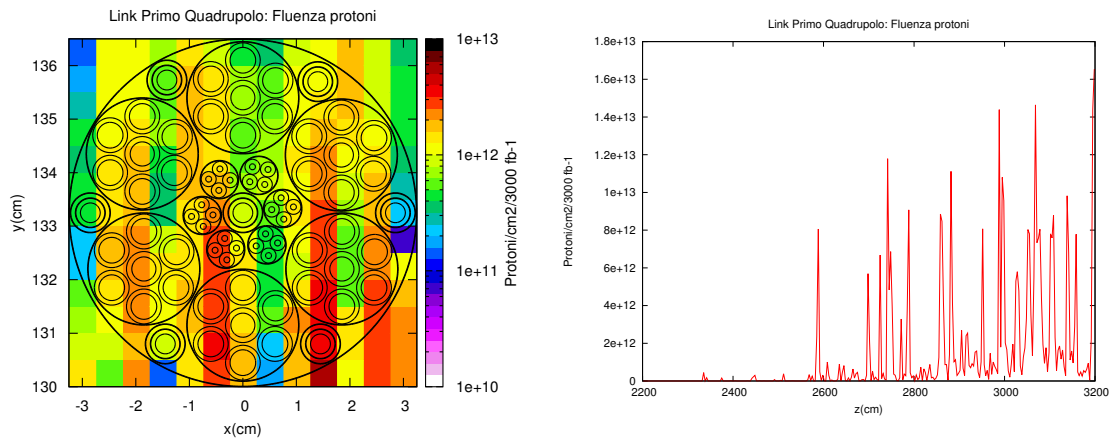 Link Primo Quadrupolo: Fluenza protoni
136
135
134
133
132
131
130
y(cm)
-3
-2
-1
0
1
2
3
x(cm)
1e+13
1e+12
1e+11
1e+10
Protoni/cm2/3000 fb-1
Link Primo Quadrupolo: Fluenza protoni
1.8e+13
1.6e+13
1.4e+13
1.2e+13
1e+13
8e+12
6e+12
4e+12
2e+12
0
Protoni/cm2/3000 fb-1
2200
2400
2600
2800
3000
3200
z(cm)